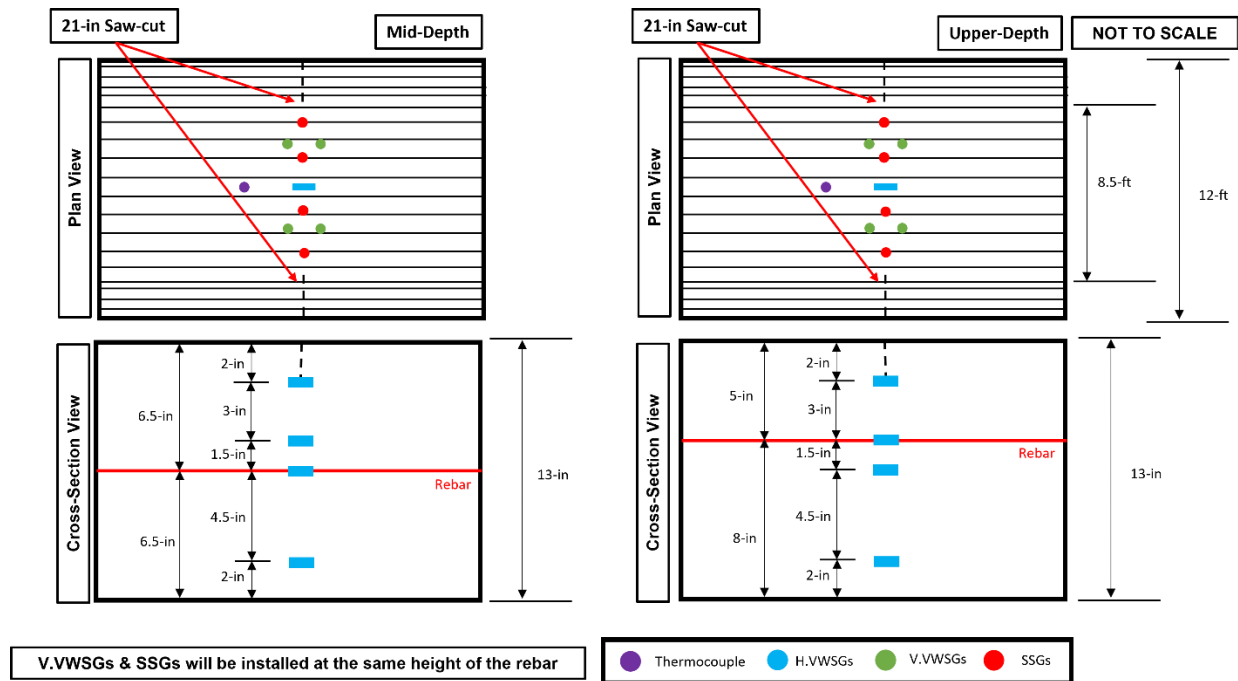 21-in Saw-cut
Mid-Depth
Plan View
Cross-Section View
2-in
6.5-in
3-in
1.5-in
Rebar
13-in
4.5-in
6.5-in
2-in
21-in Saw-cut
Upper-Depth
NOT TO SCALE
Plan View
8.5-ft
12-ft
Cross-Section View
2-in
5-in
3-in
1.5-in
Rebar
13-in
4.5-in
8-in
2-in
V.VWSGs & SSGs will be installed at the same height of the rebar
Thermocouple
H.VWSGs
V.VWSGs
SSGs